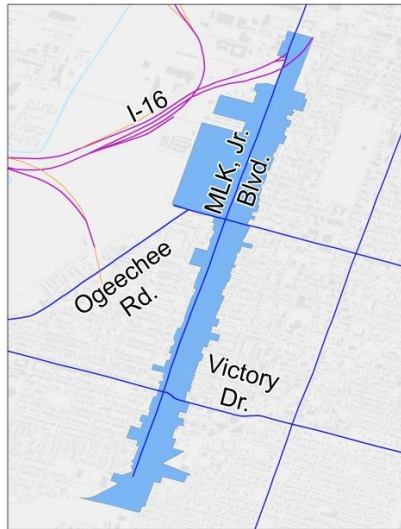 I-16
MLK, Jr.
Blvd.
Ogeechee
Rd.
Victory
Dr.